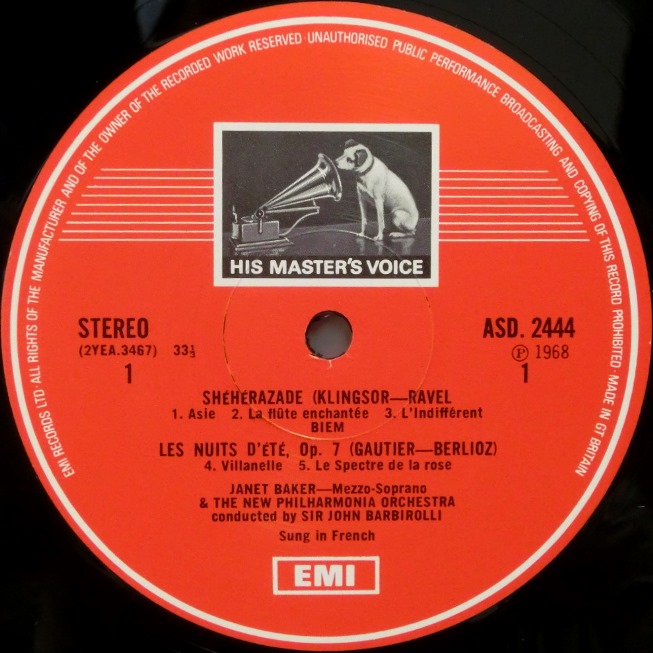 EMI RECORDS LTD·ALL RIGHTS OF THE MANUFACTURER AND OF THE OWNER OF THE RECORDED WORK RESERVED·UNAUTHORISED PUBLIC PERFORMANCE BROADCASTING AND COPYING OF THIS RECORD PROHIBITED·MADE IN GT BRITAIN
HIS MASTER'S VOICE
STEREO ASD. 2444
(2YEA.3467) 33⅓ ℗ 1968
1 1
SHÉHÉRAZADE (KLINGSOR—RAVEL
1. Asie 2. La flûte enchantée 3. L'Indifférent
BIEM
LES NUITS D'ÉTÉ, Op. 7 (GAUTIER—BERLIOZ)
4. Villanelle 5. Le Spectre de la rose
JANET BAKER—Mezzo-Soprano
& THE NEW PHILHARMONIA ORCHESTRA
conducted by SIR JOHN BARBIROLLI
Sung in French
EMI